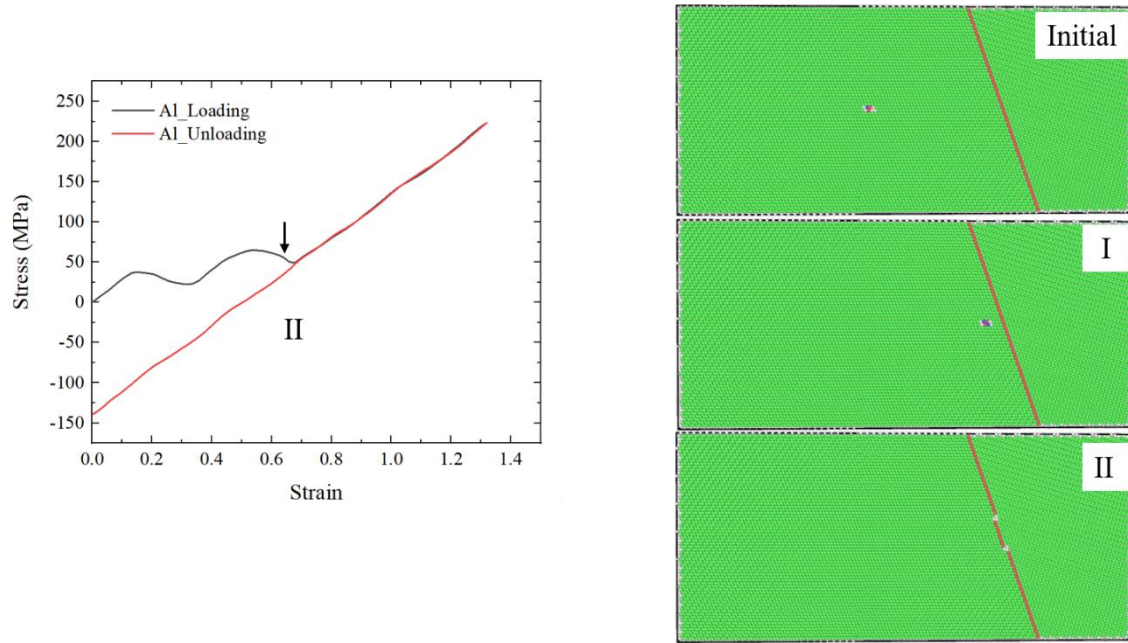 Al_Loading
Al_Unloading
Stress (MPa)
250
200
150
100
50
0
-50
-100
-150
II
0.0 0.2 0.4 0.6 0.8 1.0 1.2 1.4
Strain
Initial
I
II